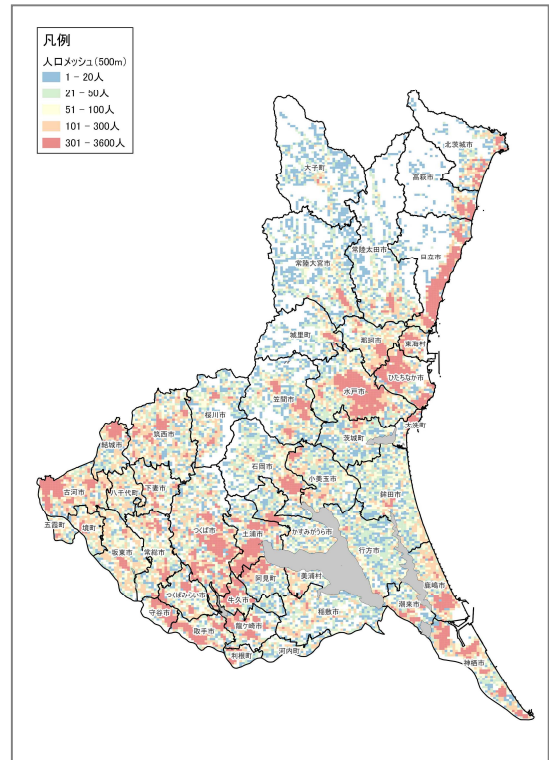 凡例
人口メッシュ(500m)
1 - 20人
21 - 50人
51 - 100人
101 - 300人
301 - 3600人
北茨城市
大子町
高萩市
常陸太田市
常陸大宮市
日立市
城里町
那珂市
東海村
ひたちなか市
水戸市
笠間市
大洗町
桜川市
茨城町
筑西市
結城市
石岡市
小美玉市
鉾田市
下妻市
八千代町
古河市
つくば市
土浦市
かすみがうら市
五霞町
境町
行方市
坂東市
常総市
阿見町
美浦村
鹿嶋市
つくばみらい市
牛久市
稲敷市
潮来市
守谷市
取手市
龍ケ崎市
利根町
河内町
神栖市